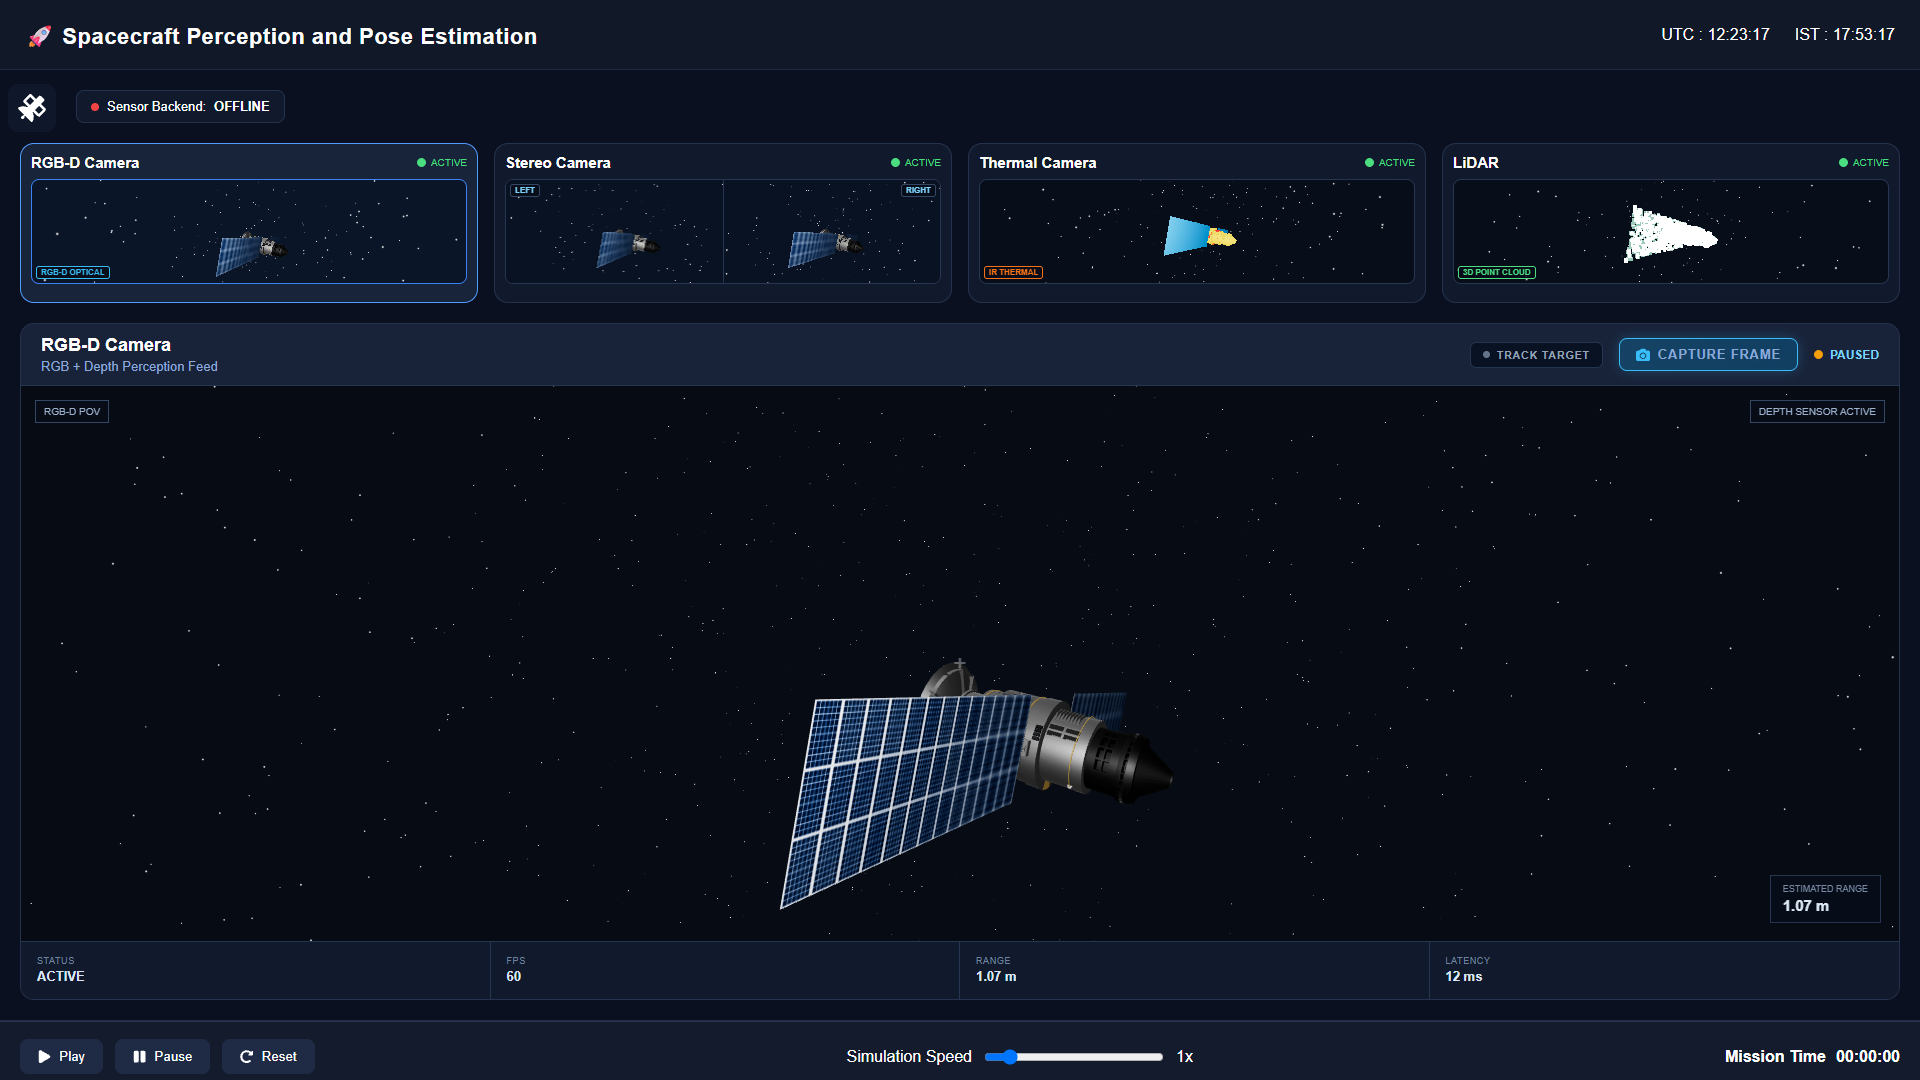 Spacecraft Perception and Pose Estimation
UTC : 12:23:17 IST : 17:53:17
Sensor Backend: OFFLINE
RGB-D Camera ACTIVE
RGB-D OPTICAL
Stereo Camera ACTIVE
LEFT RIGHT
Thermal Camera ACTIVE
IR THERMAL
LiDAR ACTIVE
3D POINT CLOUD
RGB-D Camera
RGB + Depth Perception Feed
TRACK TARGET CAPTURE FRAME PAUSED
RGB-D POV DEPTH SENSOR ACTIVE
ESTIMATED RANGE
1.07 m
STATUS
ACTIVE
FPS
60
RANGE
1.07 m
LATENCY
12 ms
Play Pause Reset Simulation Speed 1x Mission Time 00:00:00